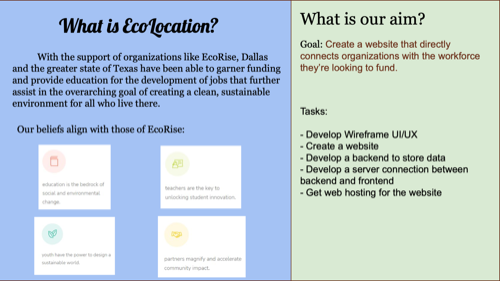 What is EcoLocation?
With the support of organizations like EcoRise, Dallas
and the greater state of Texas have been able to garner funding
and provide education for the development of jobs that further
assist in the overarching goal of creating a clean, sustainable
environment for all who live there.
Our beliefs align with those of EcoRise:
education is the bedrock of
social and environmental
change.
teachers are the key to
unlocking student innovation.
youth have the power to design a
sustainable world.
partners magnify and accelerate
community impact.
What is our aim?
Goal: Create a website that directly
connects organizations with the workforce
they're looking to fund.
Tasks:
- Develop Wireframe UI/UX
- Create a website
- Develop a backend to store data
- Develop a server connection between
backend and frontend
- Get web hosting for the website